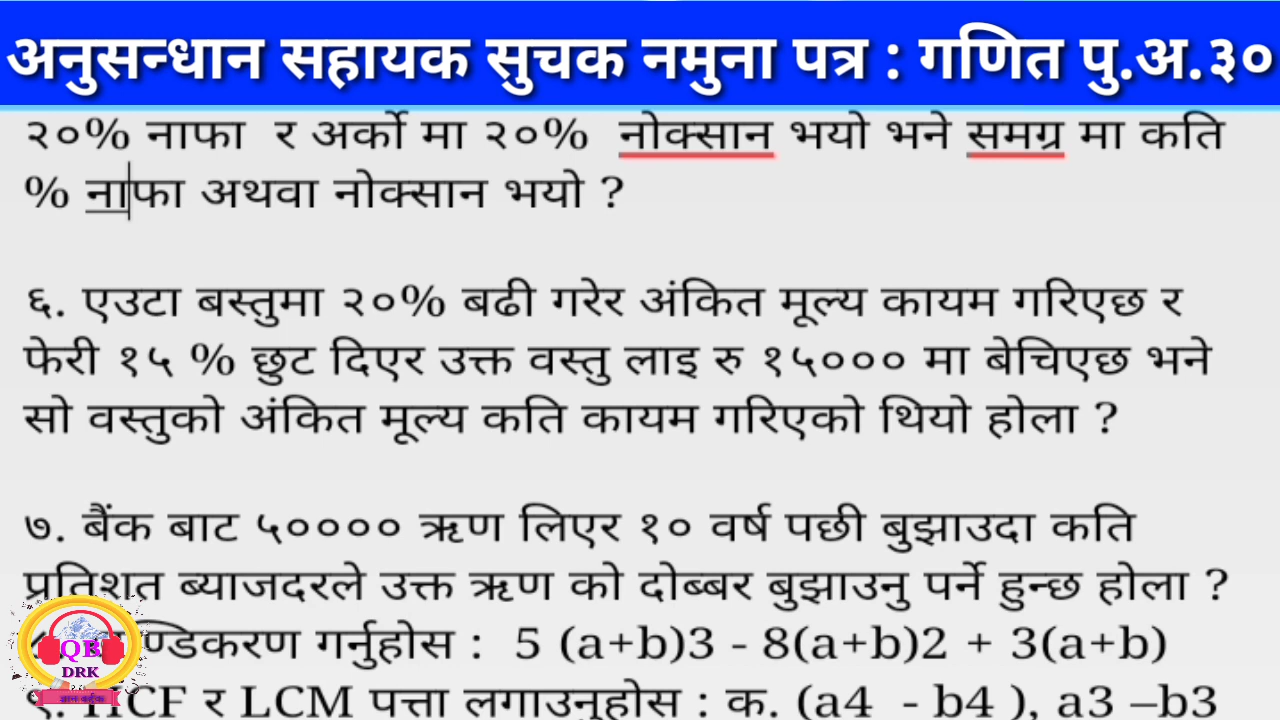 अनुसन्धान सहायक सुचक नमुना पत्र : गणित पु.अ.३०
२०% नाफा र अर्को मा २०% नोक्सान भयो भने समग्र मा कति
% नाफा अथवा नोक्सान भयो ?
६. एउटा बस्तुमा २०% बढी गरेर अंकित मूल्य कायम गरिएछ र
फेरी १५ % छुट दिएर उक्त वस्तु लाइ रु १५००० मा बेचिएछ भने
सो वस्तुको अंकित मूल्य कति कायम गरिएको थियो होला ?
७. बैंक बाट ५०००० ऋण लिएर १० वर्ष पछी बुझाउदा कति
प्रतिशत ब्याजदरले उक्त ऋण को दोब्बर बुझाउनु पर्ने हुन्छ होला ?
गर्नुहोस : 5 (a+b)3 - 8(a+b)2 + 3(a+b)
HCF र LCM पत्ता लगाउनुहोस : क. (a4 - b4 ), a3 –b3
QB
DRK